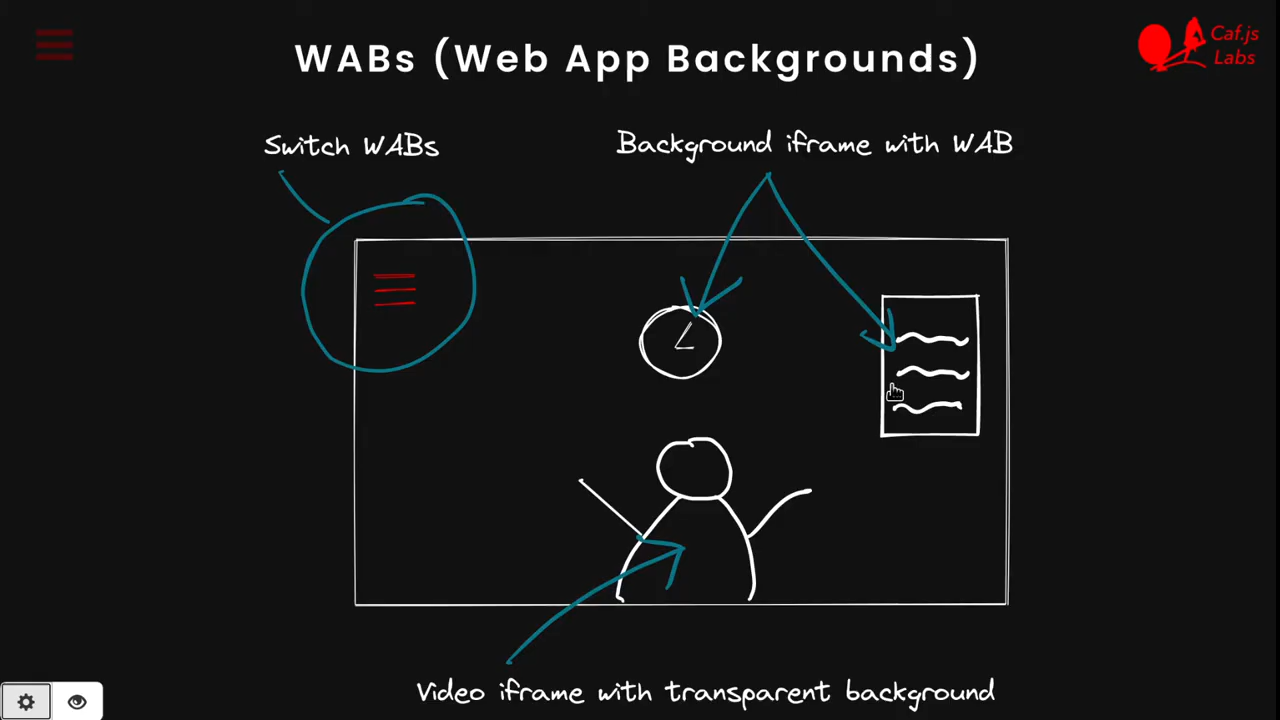 WABs (Web App Backgrounds)
Caf.js
Labs
Switch WABs
Background iframe with WAB
Video iframe with transparent background